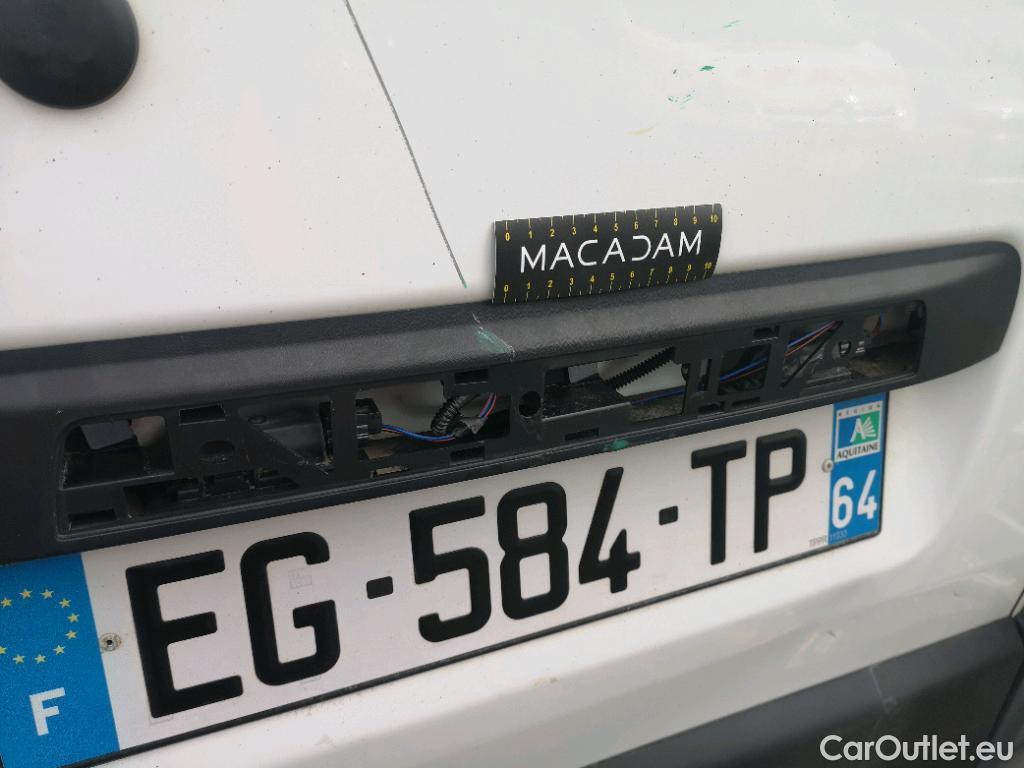 0 1 2 3 4 5 6 7 8 9 10
MACADAM
0 1 2 3 4 5 6 7 8 9 10
RÉGION
AQUITAINE
64
EG-584-TP
F
CarOutlet.eu